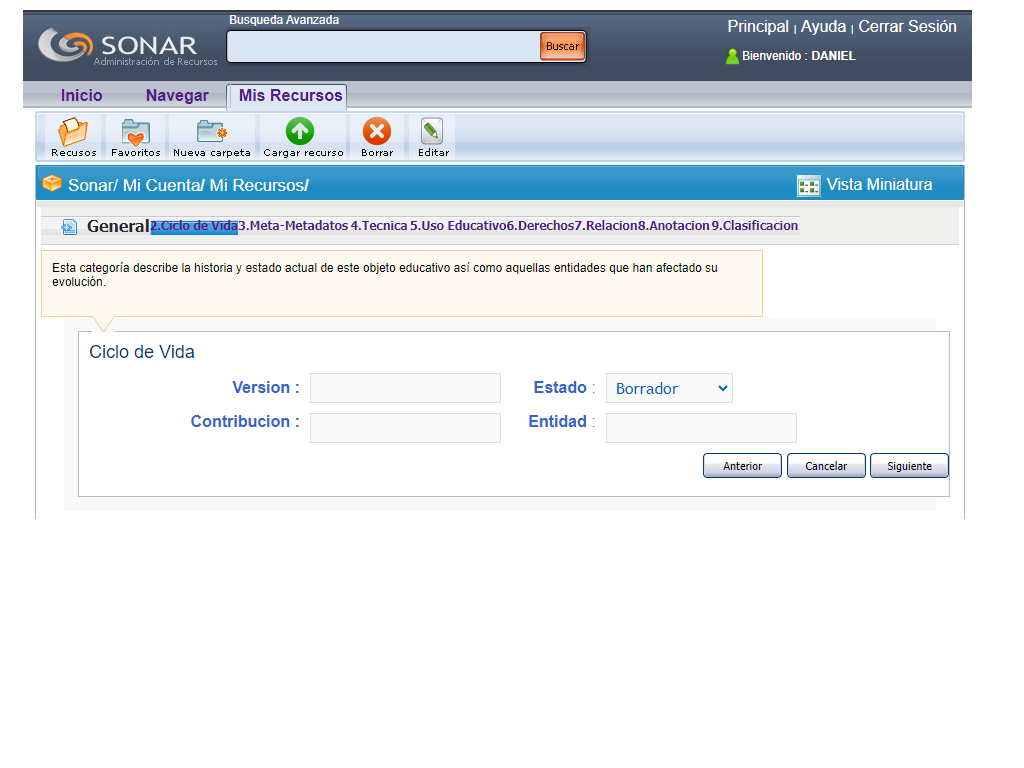 Busqueda Avanzada
Principal | Ayuda | Cerrar Sesión
SONAR
Administración de Recursos
Buscar
Bienvenido : DANIEL
Inicio Navegar Mis Recursos
Recusos Favoritos Nueva carpeta Cargar recurso Borrar Editar
Sonar/ Mi Cuenta/ Mi Recursos/ Vista Miniatura
General 2.Ciclo de Vida 3.Meta-Metadatos 4.Tecnica 5.Uso Educativo 6.Derechos 7.Relacion 8.Anotacion 9.Clasificacion
Esta categoría describe la historia y estado actual de este objeto educativo así como aquellas entidades que han afectado su
evolución.
Ciclo de Vida
Version : Estado : Borrador
Contribucion : Entidad :
Anterior Cancelar Siguiente